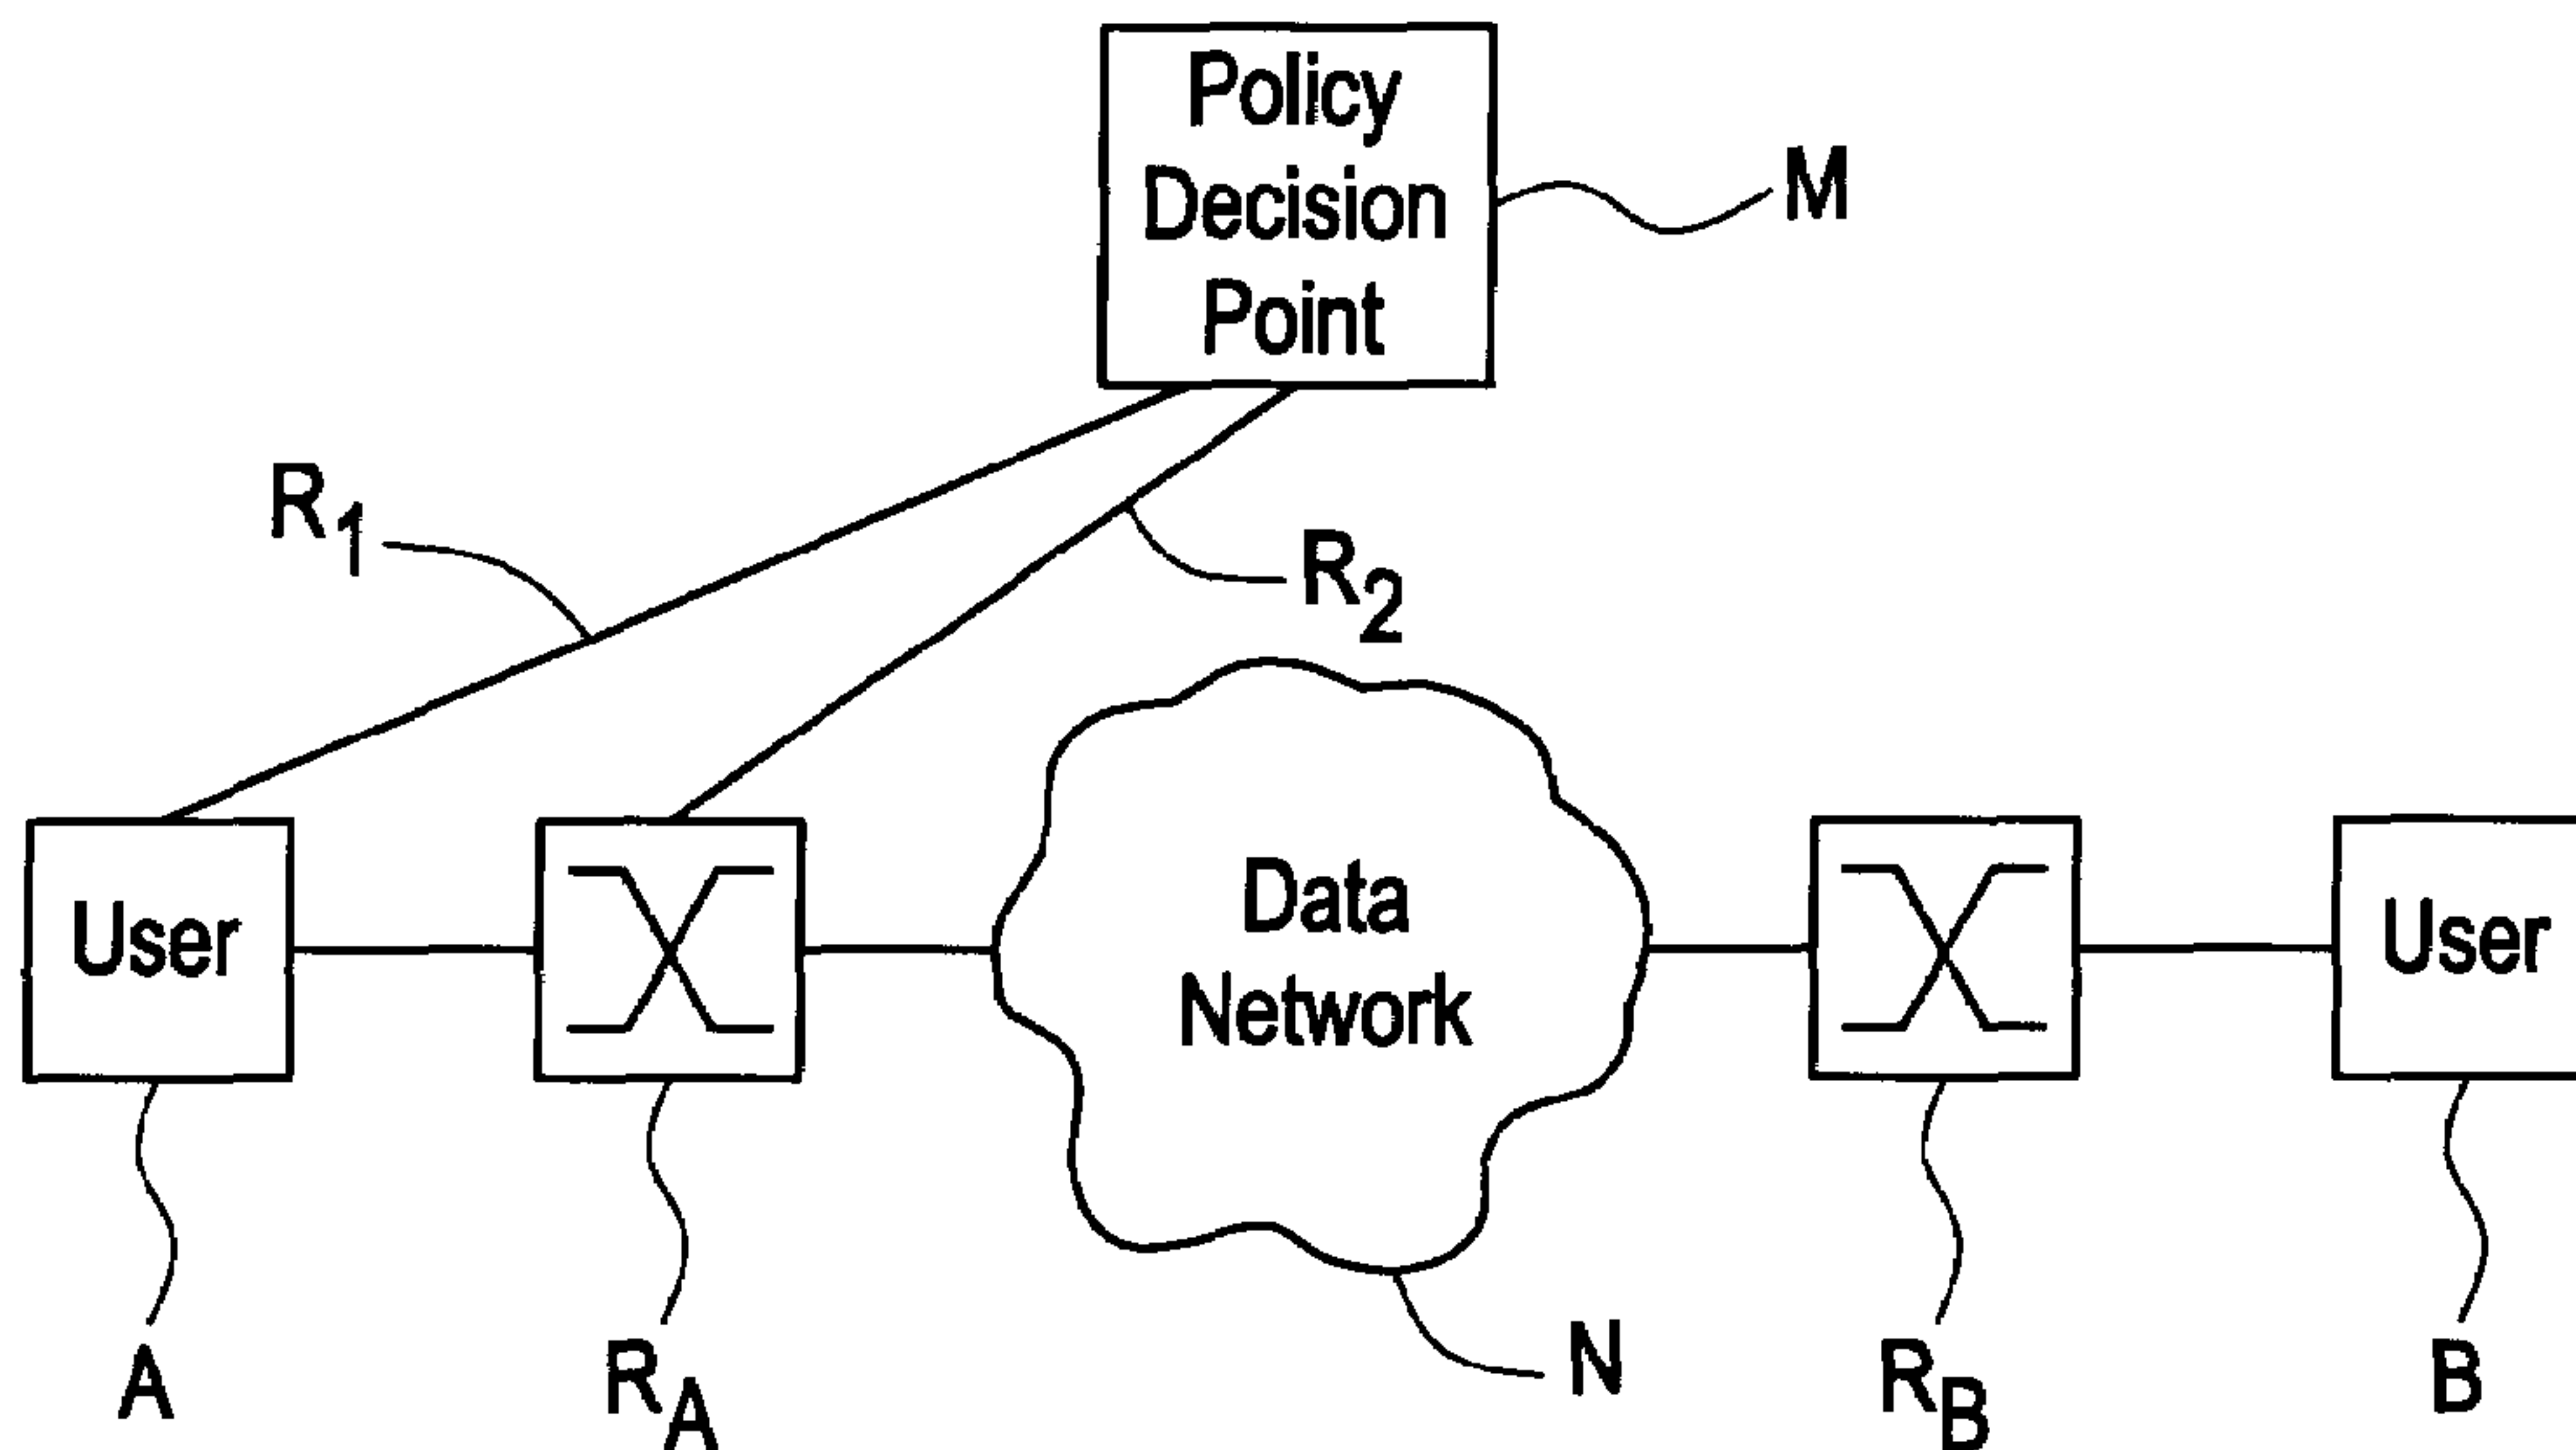 Policy
Decision
Point
M
R1
R2
User
Data
Network
User
A
RA
N
RB
B